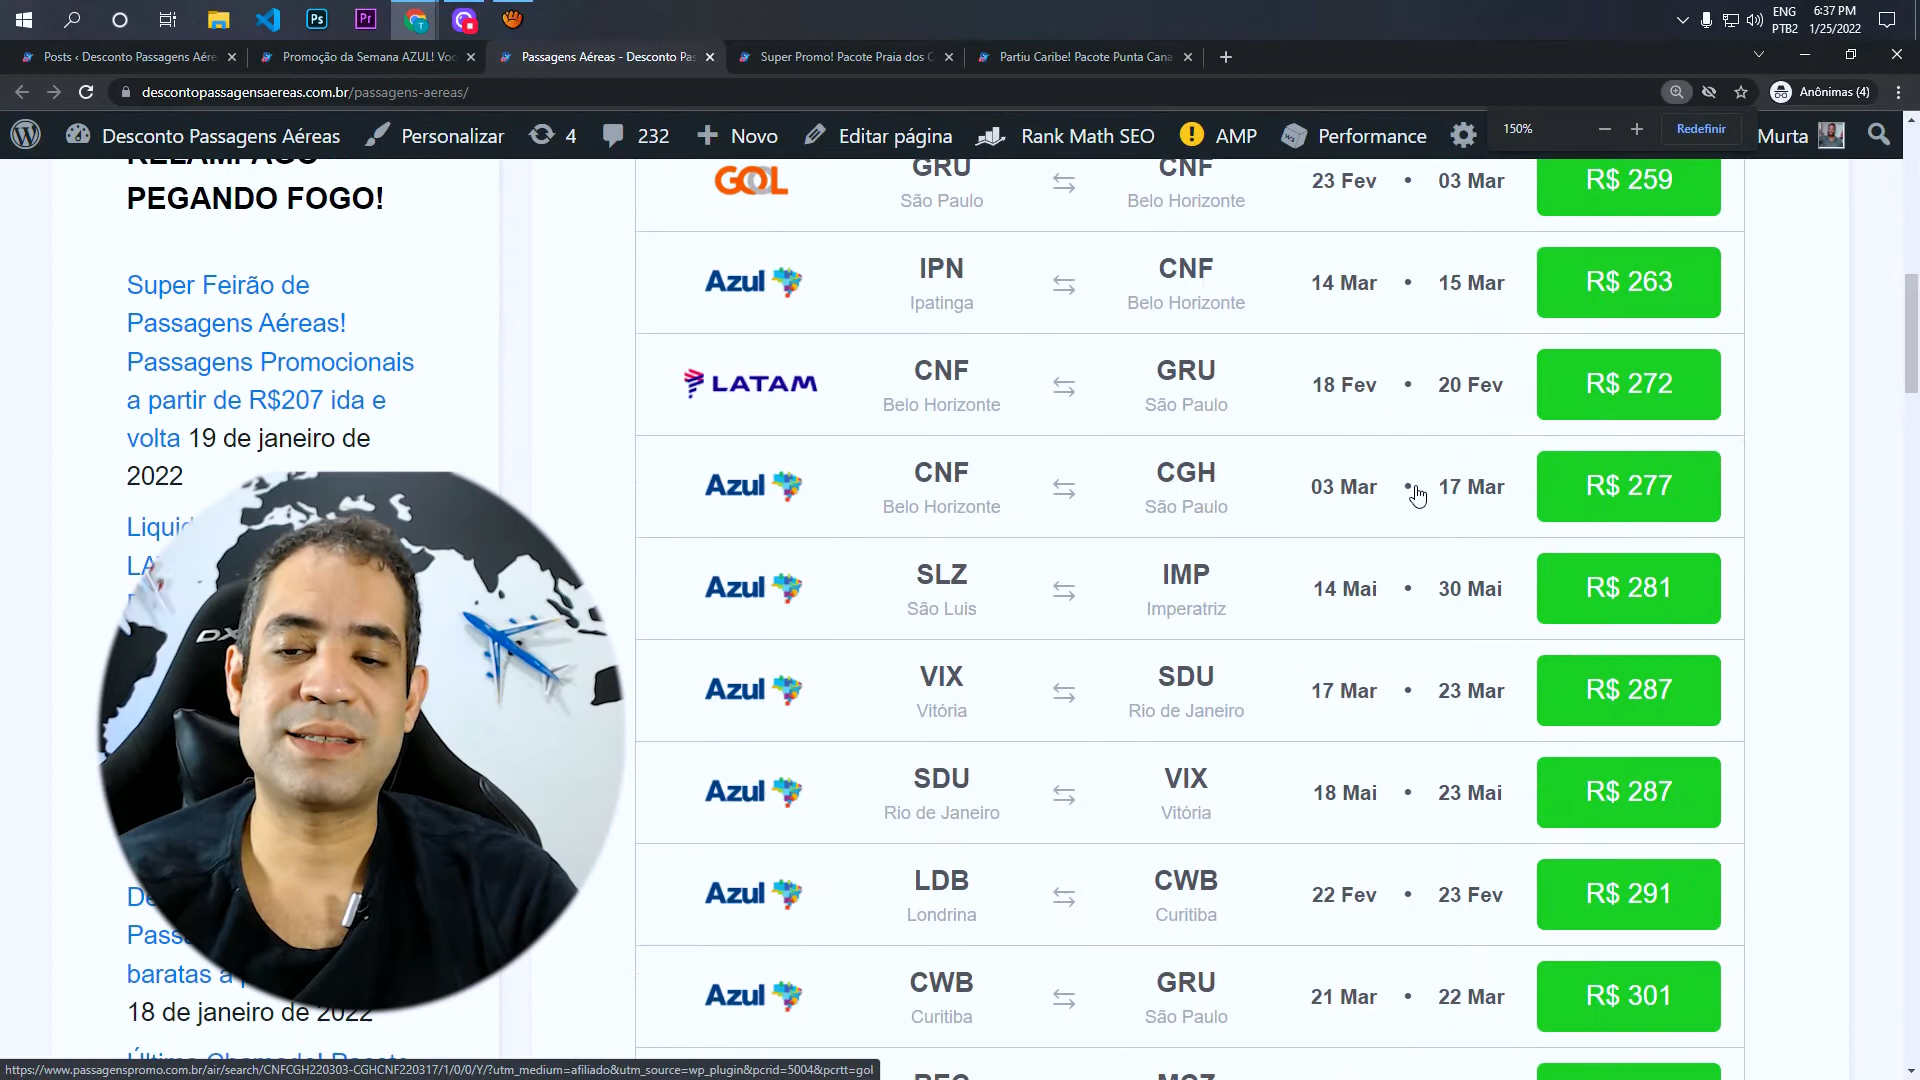 ENG
PTB2
6:37 PM
1/25/2022
Posts ‹ Desconto Passagens Aére
Promoção da Semana AZUL! Voc
Passagens Aéreas - Desconto Pas
Super Promo! Pacote Praia dos C
Partiu Caribe! Pacote Punta Cana
descontopassagensaereas.com.br/passagens-aereas/
Anônimas (4)
Desconto Passagens Aéreas
Personalizar
4
232
Novo
Editar página
Rank Math SEO
AMP
Performance
150%
Redefinir
Murta
PEGANDO FOGO!
Super Feirão de
Passagens Aéreas!
Passagens Promocionais
a partir de R$207 ida e
volta 19 de janeiro de
2022
18 de janeiro de 2022
GOL GRU CNF 23 Fev • 03 Mar R$ 259
São Paulo Belo Horizonte
Azul IPN CNF 14 Mar • 15 Mar R$ 263
Ipatinga Belo Horizonte
LATAM CNF GRU 18 Fev • 20 Fev R$ 272
Belo Horizonte São Paulo
Azul CNF CGH 03 Mar • 17 Mar R$ 277
Belo Horizonte São Paulo
Azul SLZ IMP 14 Mai • 30 Mai R$ 281
São Luis Imperatriz
Azul VIX SDU 17 Mar • 23 Mar R$ 287
Vitória Rio de Janeiro
Azul SDU VIX 18 Mai • 23 Mai R$ 287
Rio de Janeiro Vitória
Azul LDB CWB 22 Fev • 23 Fev R$ 291
Londrina Curitiba
Azul CWB GRU 21 Mar • 22 Mar R$ 301
Curitiba São Paulo
https://www.passagenspromo.com.br/air/search/CNFCGH220303-CGHCNF220317/1/0/0/Y/?utm_medium=afiliado&utm_source=wp_plugin&pcrid=5004&pcrtt=gol